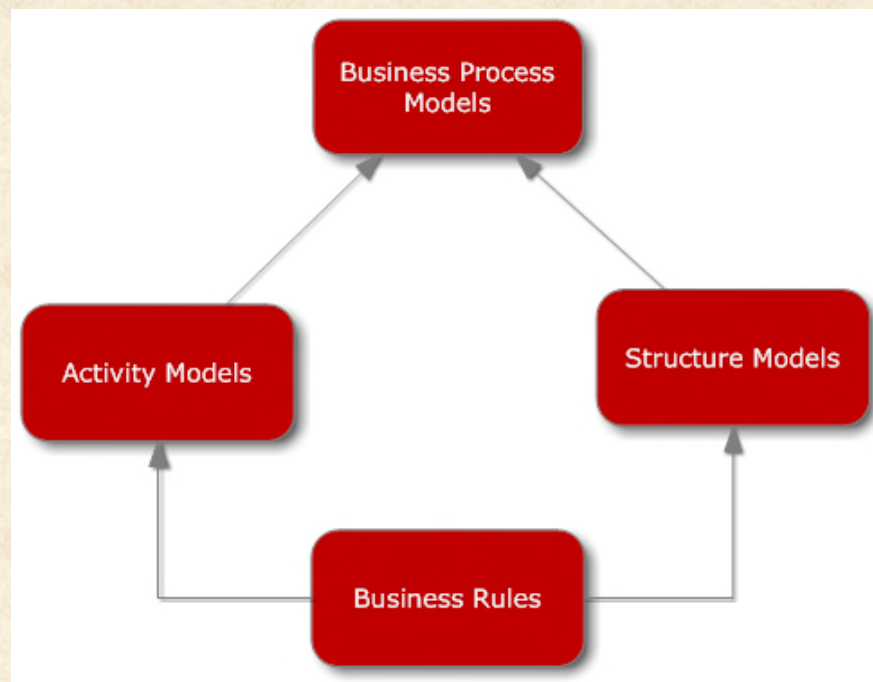 Business Process
Models
Activity Models
Structure Models
Business Rules